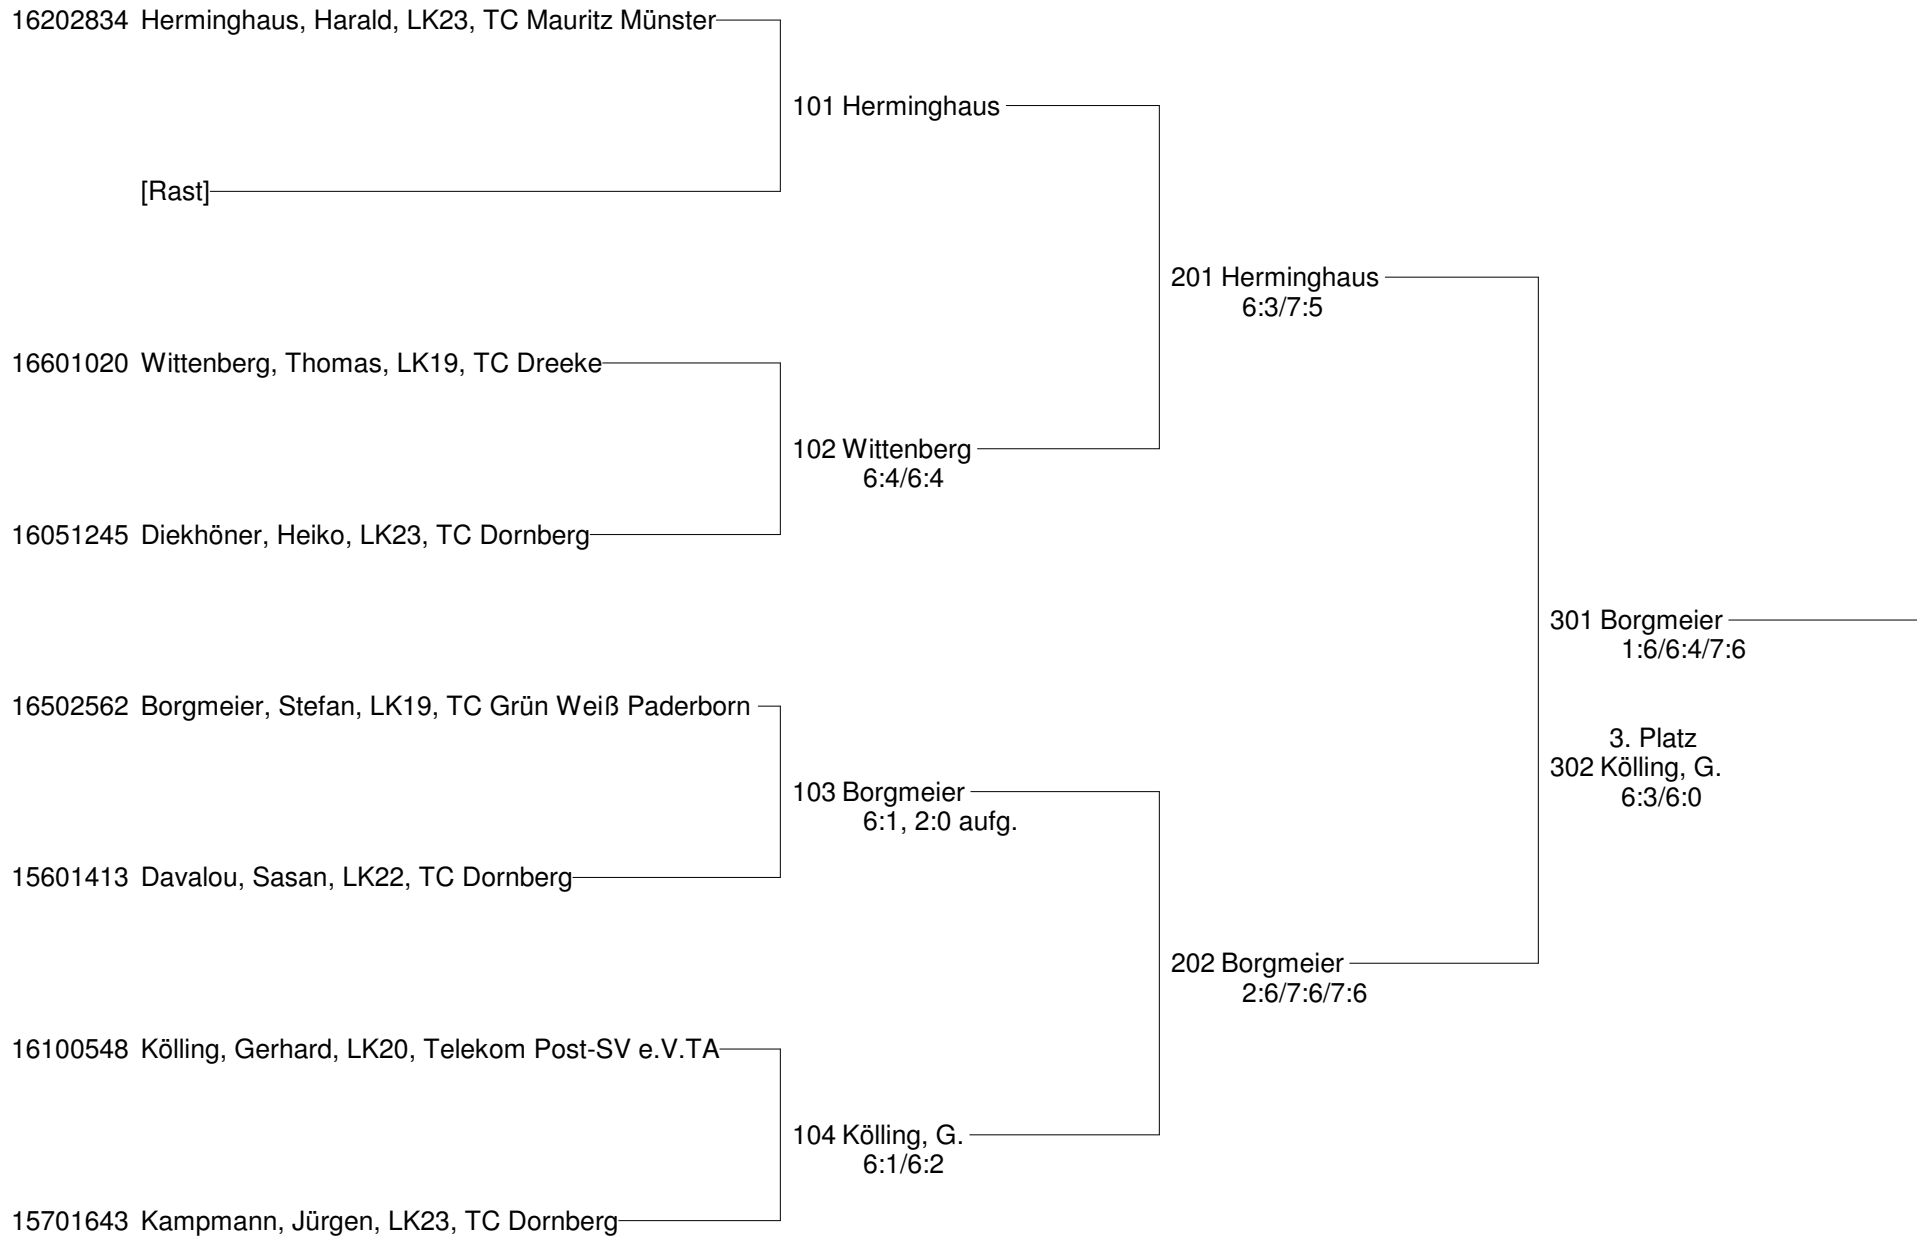 16202834 Herminghaus, Harald, LK23, TC Mauritz Münster
101 Herminghaus
[Rast]
201 Herminghaus
6:3/7:5
16601020 Wittenberg, Thomas, LK19, TC Dreeke
102 Wittenberg
6:4/6:4
16051245 Diekhöner, Heiko, LK23, TC Dornberg
301 Borgmeier
1:6/6:4/7:6
16502562 Borgmeier, Stefan, LK19, TC Grün Weiß Paderborn
3. Platz
302 Kölling, G.
6:3/6:0
103 Borgmeier
6:1, 2:0 aufg.
15601413 Davalou, Sasan, LK22, TC Dornberg
202 Borgmeier
2:6/7:6/7:6
16100548 Kölling, Gerhard, LK20, Telekom Post-SV e.V.TA
104 Kölling, G.
6:1/6:2
15701643 Kampmann, Jürgen, LK23, TC Dornberg